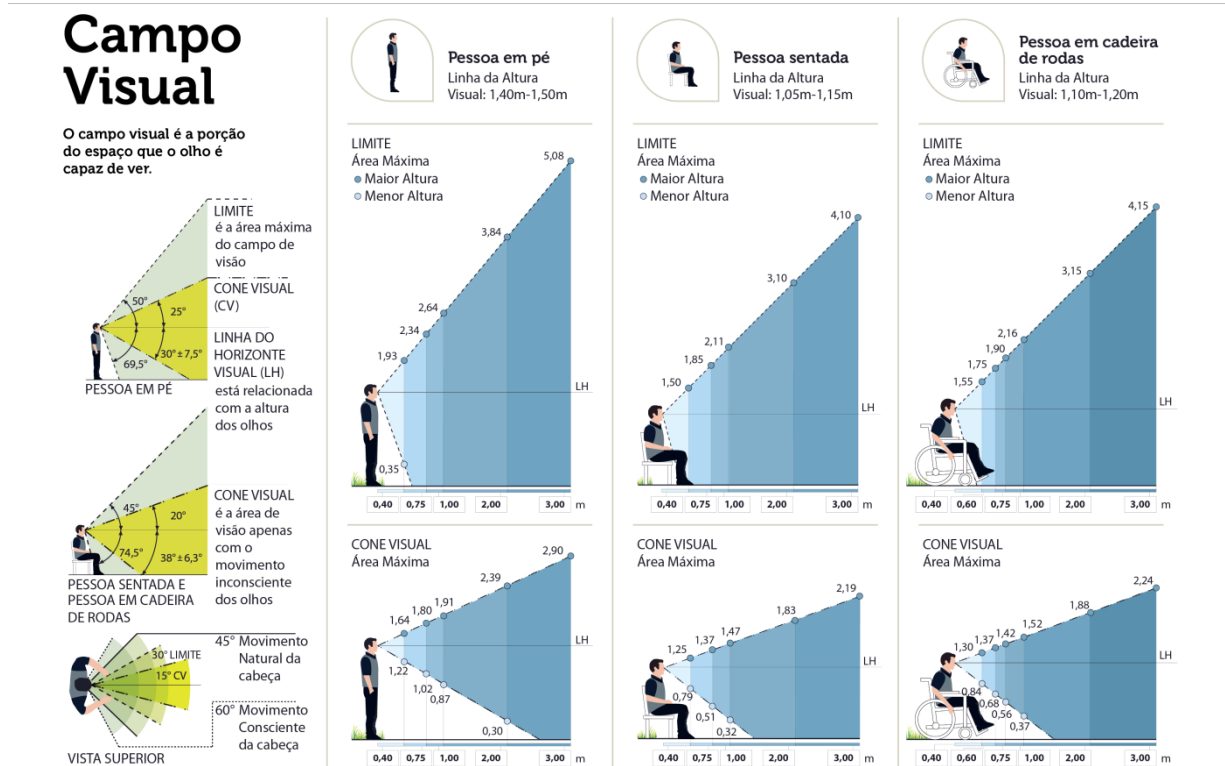 Campo
Visual
O campo visual é a porção
do espaço que o olho é
capaz de ver.
LIMITE
é a área máxima
do campo de
visão
CONE VISUAL
(CV)
LINHA DO
HORIZONTE
VISUAL (LH)
está relacionada
com a altura
dos olhos
50°
25°
69,5°
30° ± 7,5°
PESSOA EM PÉ
CONE VISUAL
é a área de
visão apenas
com o
movimento
inconsciente
dos olhos
45°
20°
74,5°
38° ± 6,3°
PESSOA SENTADA E
PESSOA EM CADEIRA
DE RODAS
45° Movimento
Natural da
cabeça
30° LIMITE
15° CV
60° Movimento
Consciente
da cabeça
VISTA SUPERIOR
Pessoa em pé
Linha da Altura
Visual: 1,40m-1,50m
LIMITE
Área Máxima
Maior Altura
Menor Altura
5,08
3,84
2,64
2,34
1,93
LH
0,35
0,40 0,75 1,00 2,00 3,00 m
CONE VISUAL
Área Máxima
2,90
2,39
1,91
1,80
1,64
LH
1,22
1,02
0,87
0,30
0,40 0,75 1,00 2,00 3,00 m
Pessoa sentada
Linha da Altura
Visual: 1,05m-1,15m
LIMITE
Área Máxima
Maior Altura
Menor Altura
4,10
3,10
2,11
1,85
1,50
LH
0,40 0,75 1,00 2,00 3,00 m
CONE VISUAL
Área Máxima
2,19
1,83
1,47
1,37
1,25
LH
0,79
0,51
0,32
0,40 0,75 1,00 2,00 3,00 m
Pessoa em cadeira
de rodas
Linha da Altura
Visual: 1,10m-1,20m
LIMITE
Área Máxima
Maior Altura
Menor Altura
4,15
3,15
2,16
1,90
1,75
1,55
LH
0,40 0,60 0,75 1,00 2,00 3,00 m
CONE VISUAL
Área Máxima
2,24
1,88
1,52
1,42
1,37
1,30
LH
0,84
0,68
0,56
0,37
0,40 0,60 0,75 1,00 2,00 3,00 m